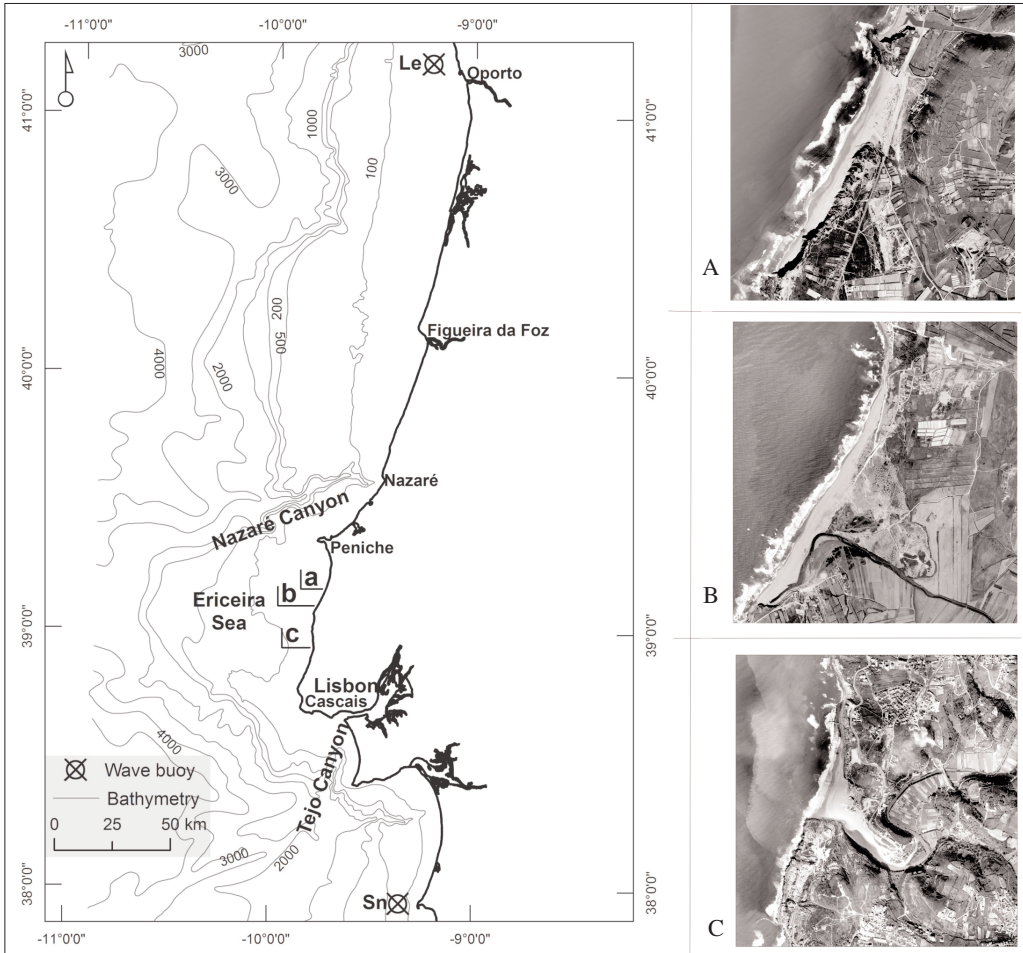 -11°0'0"
-10°0'0"
-9°0'0"
3000
Le
Oporto
41°0'0"
41°0'0"
1000
100
3000
200
500
Figueira da Foz
4000
2000
40°0'0"
40°0'0"
Nazaré
Nazaré Canyon
Peniche
a
b
Ericeira
Sea
c
39°0'0"
39°0'0"
Lisbon
Cascais
4000
Tejo Canyon
Wave buoy
Bathymetry
0 25 50 km
3000
2000
38°0'0"
38°0'0"
Sn
-11°0'0"
-10°0'0"
-9°0'0"
A
B
C